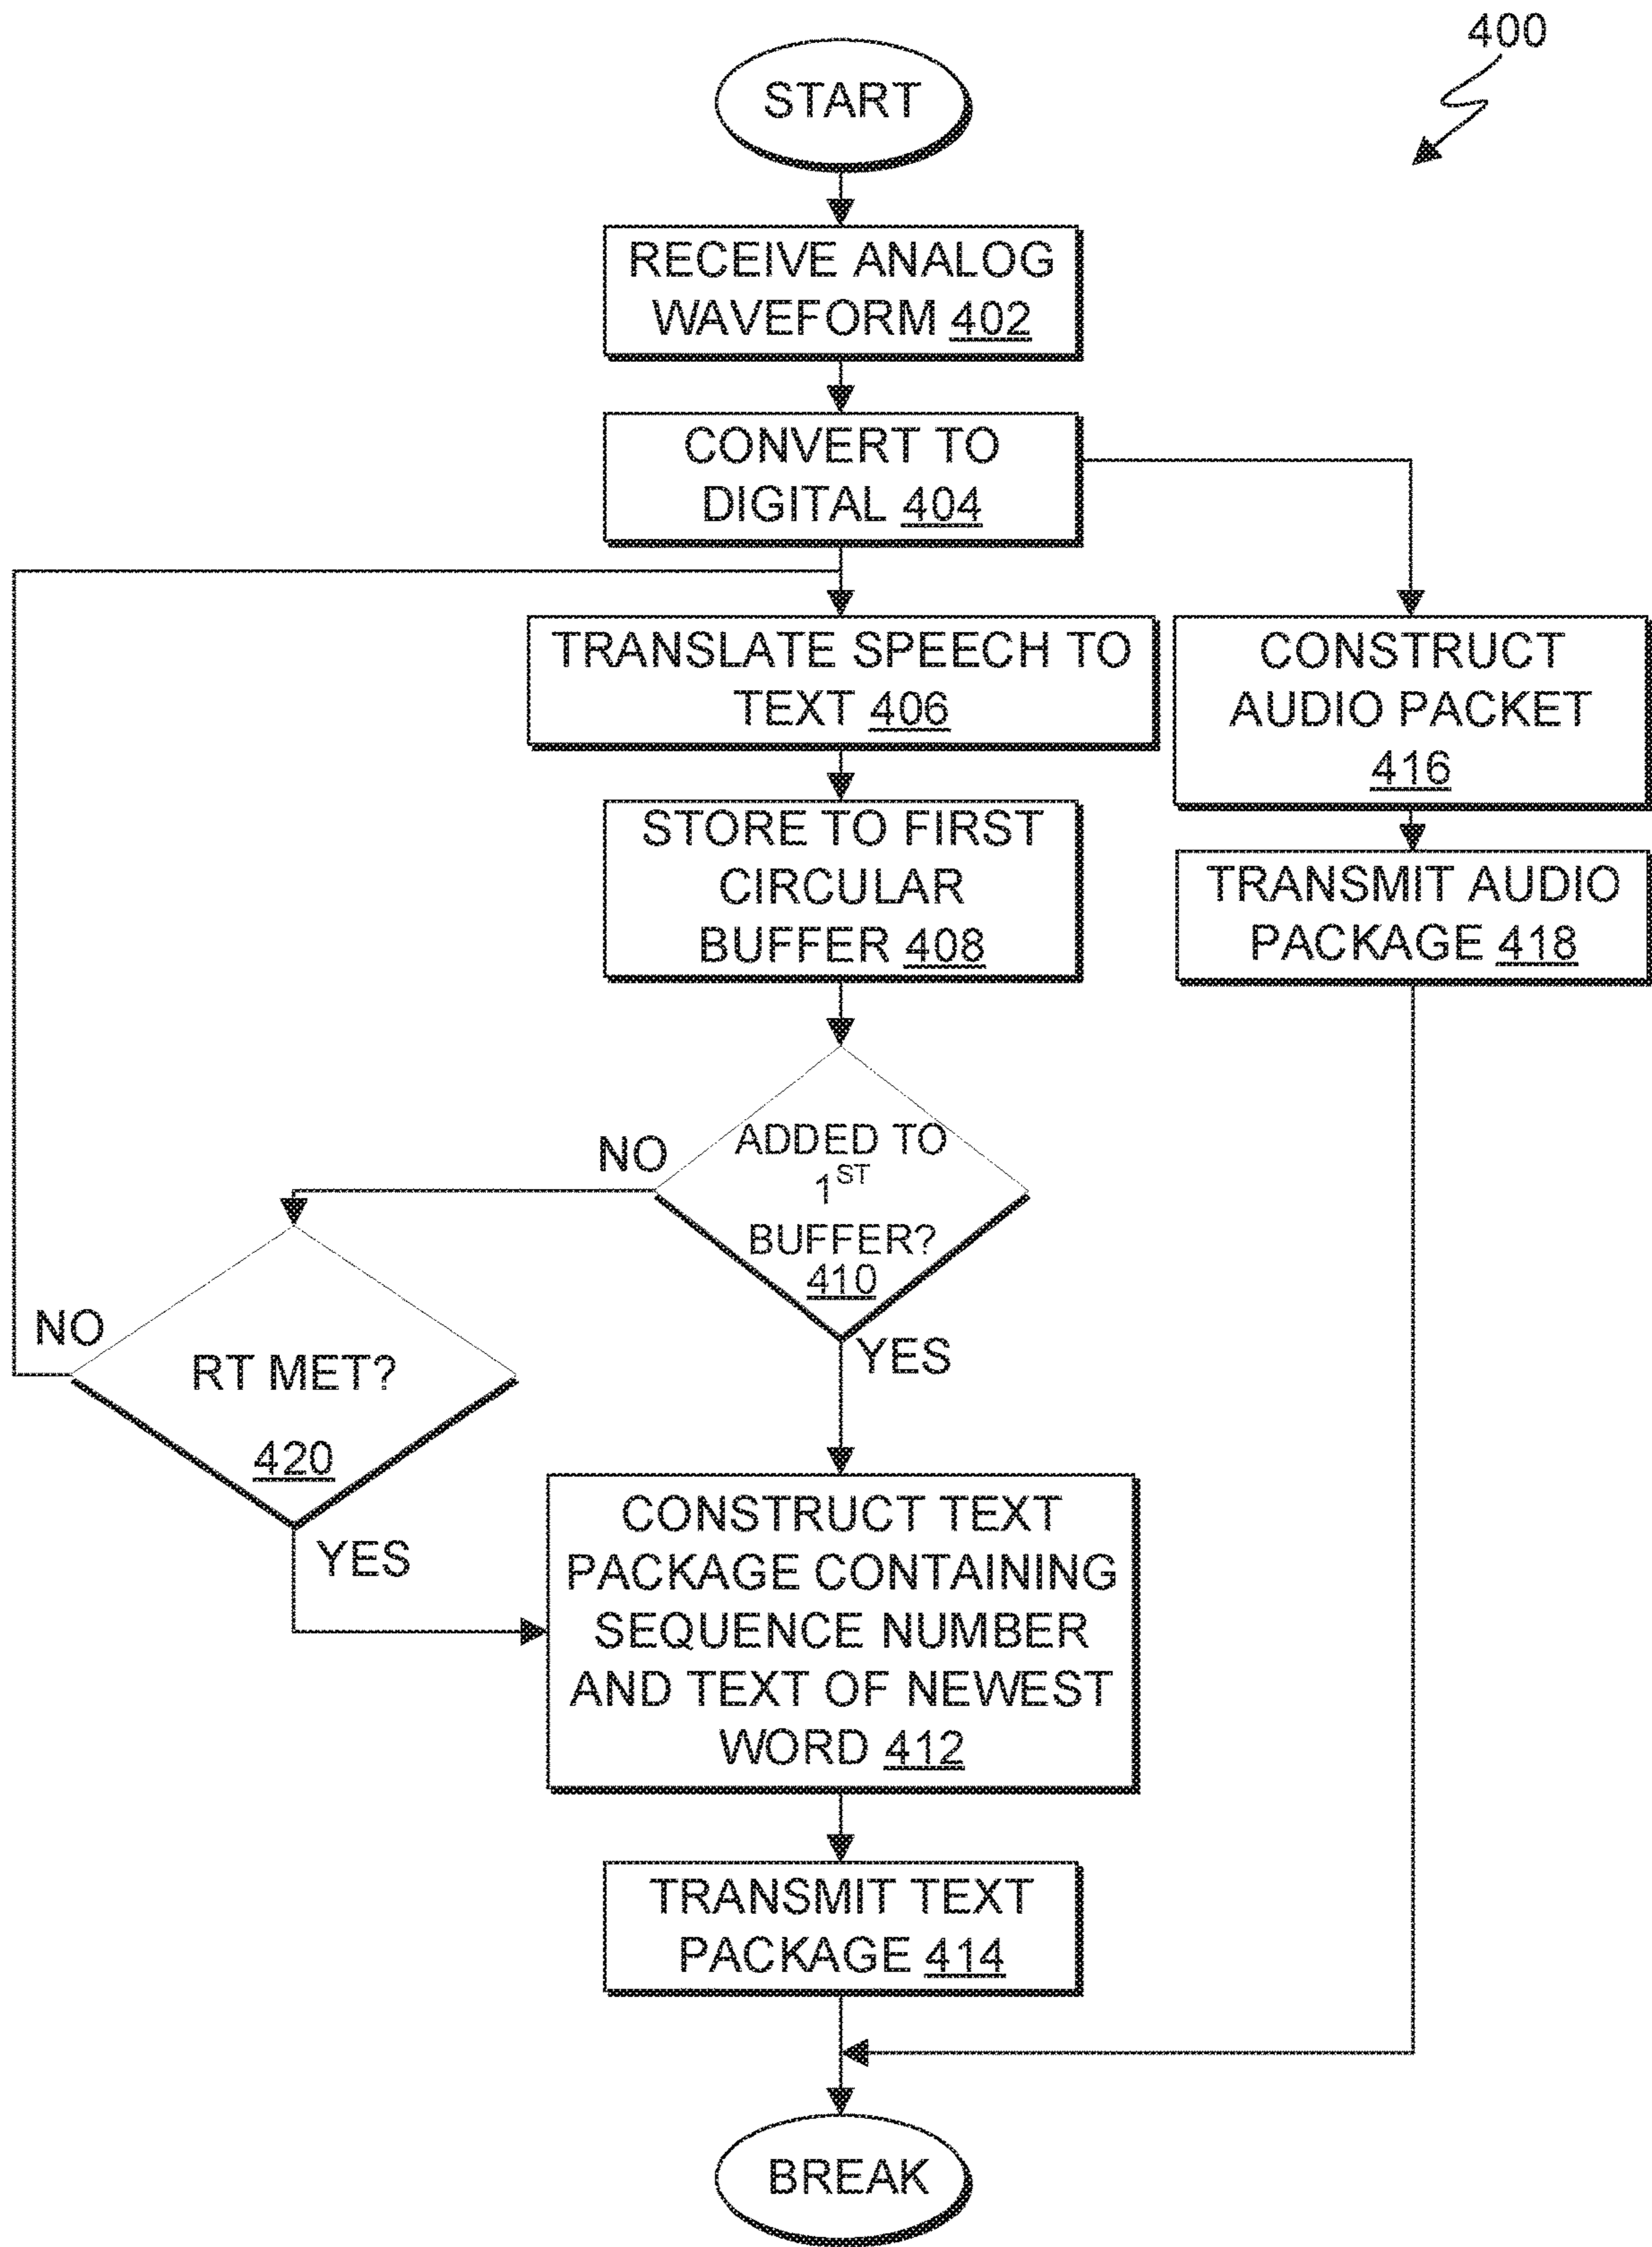 400
START
RECEIVE ANALOG
WAVEFORM 402
CONVERT TO
DIGITAL 404
TRANSLATE SPEECH TO
TEXT 406
CONSTRUCT
AUDIO PACKET
416
STORE TO FIRST
CIRCULAR
BUFFER 408
TRANSMIT AUDIO
PACKAGE 418
ADDED TO
1ST
BUFFER?
410
NO
YES
RT MET?
420
NO
YES
CONSTRUCT TEXT
PACKAGE CONTAINING
SEQUENCE NUMBER
AND TEXT OF NEWEST
WORD 412
TRANSMIT TEXT
PACKAGE 414
BREAK